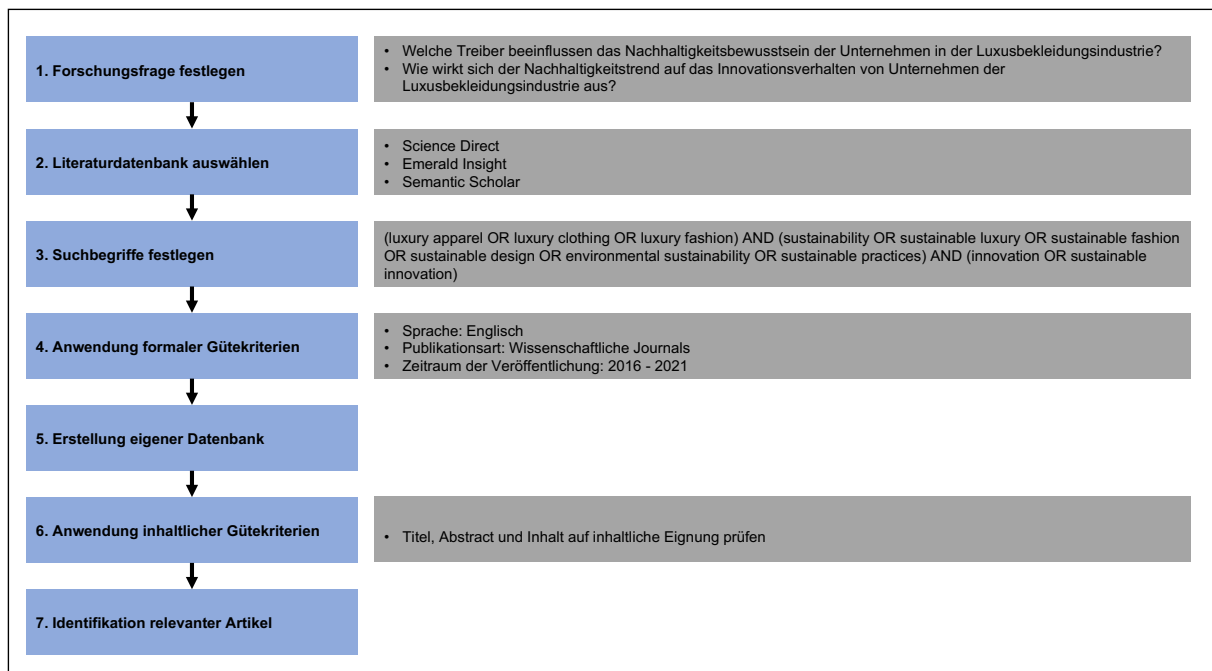 1. Forschungsfrage festlegen
• Welche Treiber beeinflussen das Nachhaltigkeitsbewusstsein der Unternehmen in der Luxusbekleidungsindustrie?
• Wie wirkt sich der Nachhaltigkeitstrend auf das Innovationsverhalten von Unternehmen der
Luxusbekleidungsindustrie aus?
2. Literaturdatenbank auswählen
• Science Direct
• Emerald Insight
• Semantic Scholar
3. Suchbegriffe festlegen
(luxury apparel OR luxury clothing OR luxury fashion) AND (sustainability OR sustainable luxury OR sustainable fashion
OR sustainable design OR environmental sustainability OR sustainable practices) AND (innovation OR sustainable
innovation)
4. Anwendung formaler Gütekriterien
• Sprache: Englisch
• Publikationsart: Wissenschaftliche Journals
• Zeitraum der Veröffentlichung: 2016 - 2021
5. Erstellung eigener Datenbank
6. Anwendung inhaltlicher Gütekriterien
• Titel, Abstract und Inhalt auf inhaltliche Eignung prüfen
7. Identifikation relevanter Artikel